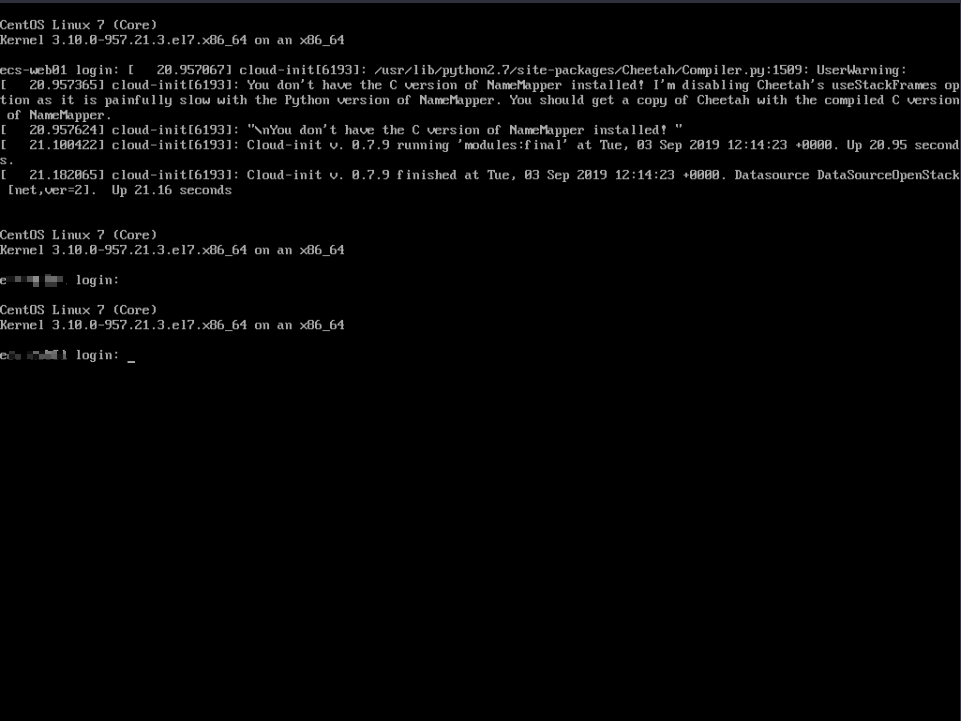 CentOS Linux 7 (Core)
Kernel 3.10.0-957.21.3.el7.x86_64 on an x86_64
ecs-web01 login: [   20.957067] cloud-init[6193]: /usr/lib/python2.7/site-packages/Cheetah/Compiler.py:1509: UserWarning:
[   20.957365] cloud-init[6193]: You don't have the C version of NameMapper installed! I'm disabling Cheetah's useStackFrames op
tion as it is painfully slow with the Python version of NameMapper. You should get a copy of Cheetah with the compiled C version
 of NameMapper.
[   20.957624] cloud-init[6193]: "\nYou don't have the C version of NameMapper installed! "
[   21.100422] cloud-init[6193]: Cloud-init v. 0.7.9 running 'modules:final' at Tue, 03 Sep 2019 12:14:23 +0000. Up 20.95 second
s.
[   21.182065] cloud-init[6193]: Cloud-init v. 0.7.9 finished at Tue, 03 Sep 2019 12:14:23 +0000. Datasource DataSourceOpenStack
 [net,ver=2].  Up 21.16 seconds
CentOS Linux 7 (Core)
Kernel 3.10.0-957.21.3.el7.x86_64 on an x86_64
login:
CentOS Linux 7 (Core)
Kernel 3.10.0-957.21.3.el7.x86_64 on an x86_64
login: _